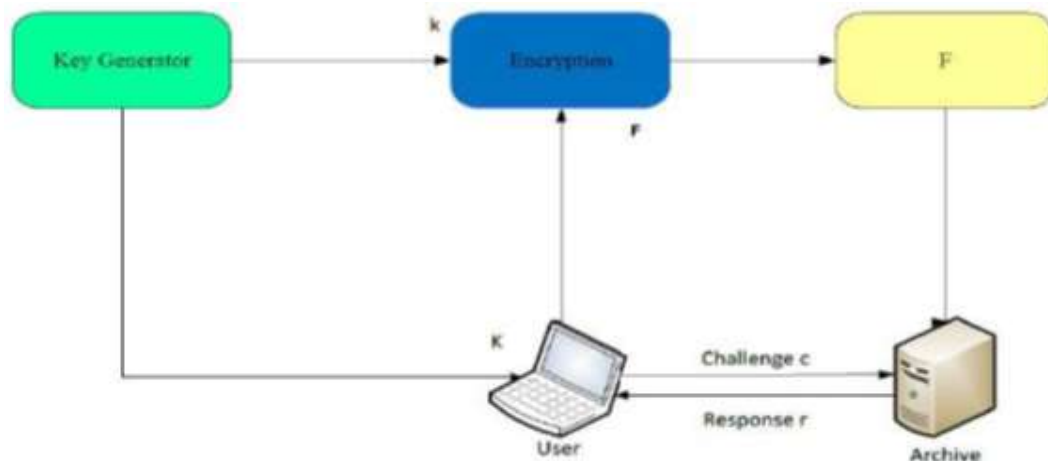 k
Key Generator
Encryption
F
F
K
Challenge c
Response r
User
Archive